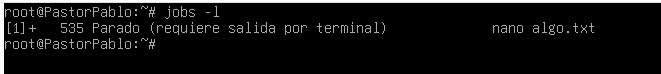 root@PastorPablo:~# jobs -l
[1]+   535 Parado (requiere salida por terminal)             nano algo.txt
root@PastorPablo:~#